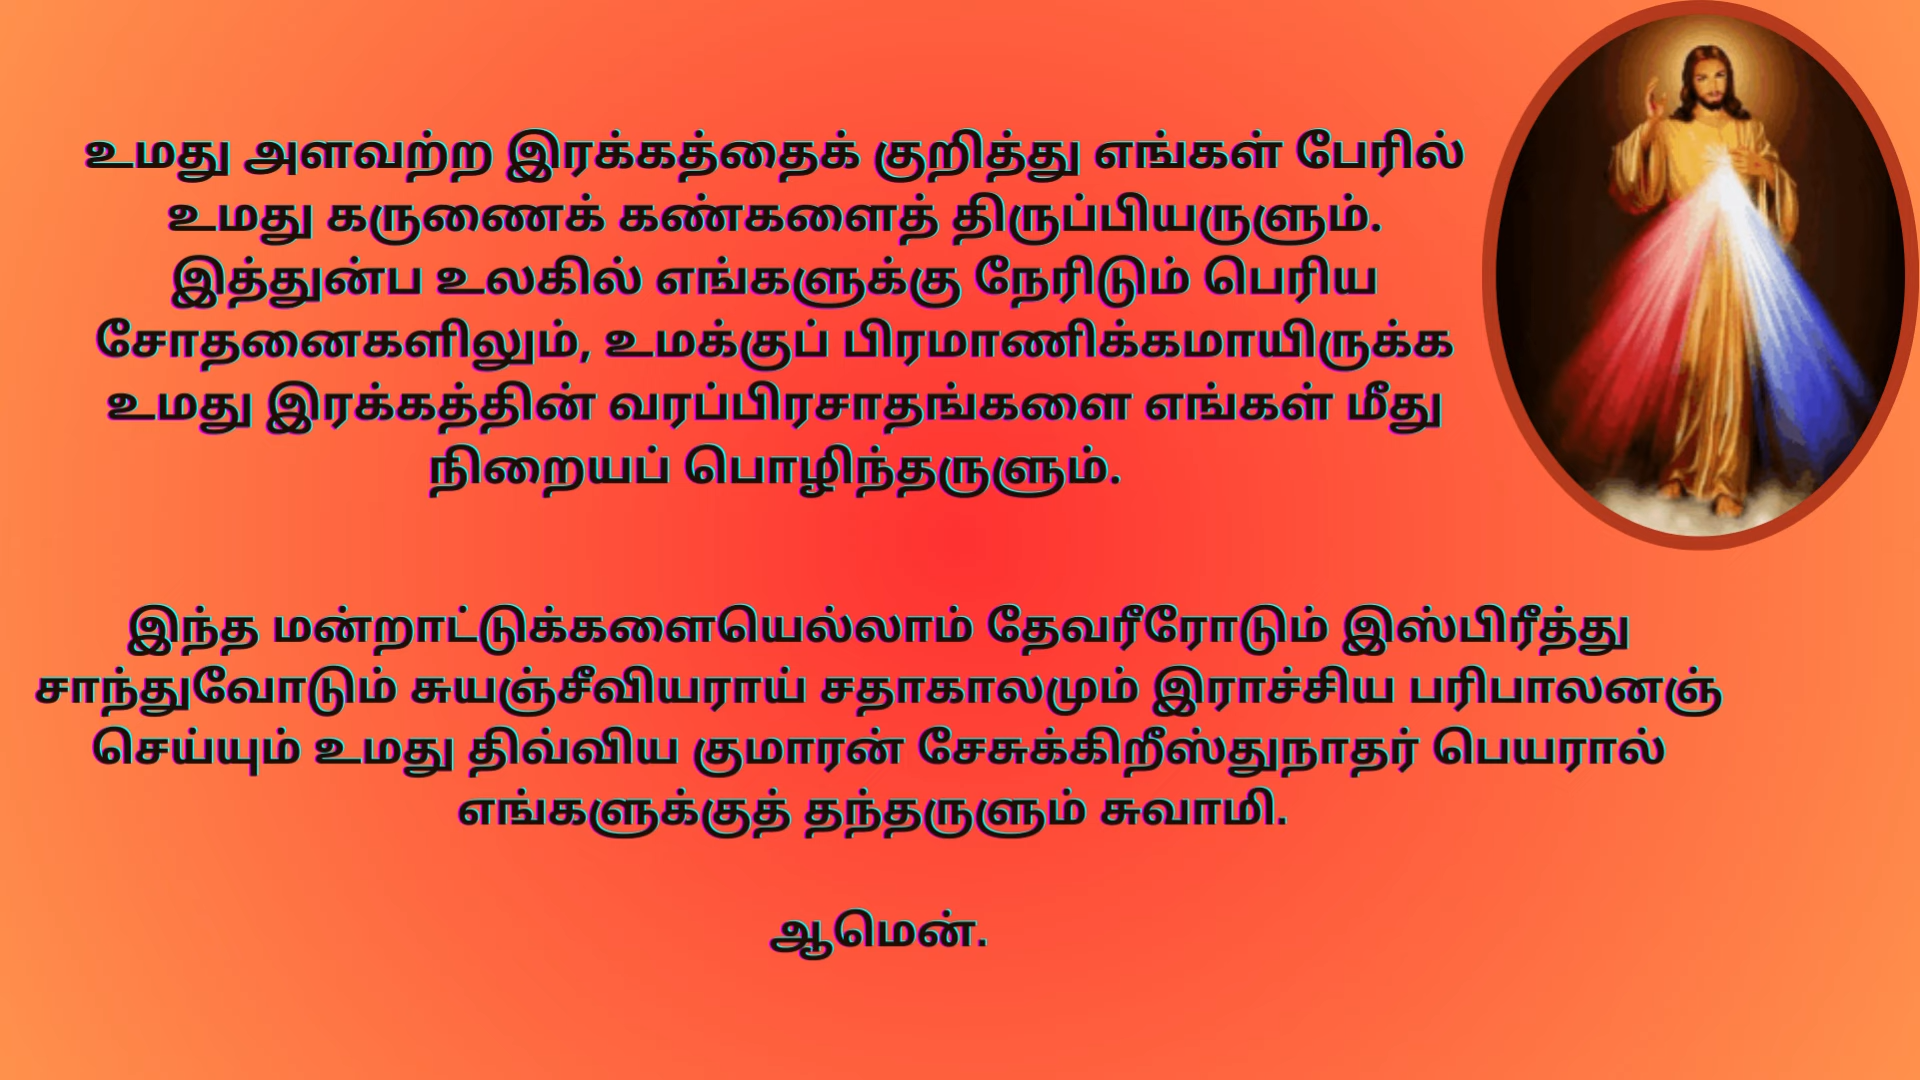 உமது அளவற்ற இரக்கத்தைக் குறித்து எங்கள் பேரில்
உமது கருணைக் கண்களைத் திருப்பியருளும்.
இத்துன்ப உலகில் எங்களுக்கு நேரிடும் பெரிய
சோதனைகளிலும், உமக்குப் பிரமாணிக்கமாயிருக்க
உமது இரக்கத்தின் வரப்பிரசாதங்களை எங்கள் மீது
நிறையப் பொழிந்தருளும்.
இந்த மன்றாட்டுக்களையெல்லாம் தேவரீரோடும் இஸ்பிரீத்து
சாந்துவோடும் சுயஞ்சீவியராய் சதாகாலமும் இராச்சிய பரிபாலனஞ்
செய்யும் உமது திவ்விய குமாரன் சேசுக்கிறீஸ்துநாதர் பெயரால்
எங்களுக்குத் தந்தருளும் சுவாமி.
ஆமென்.